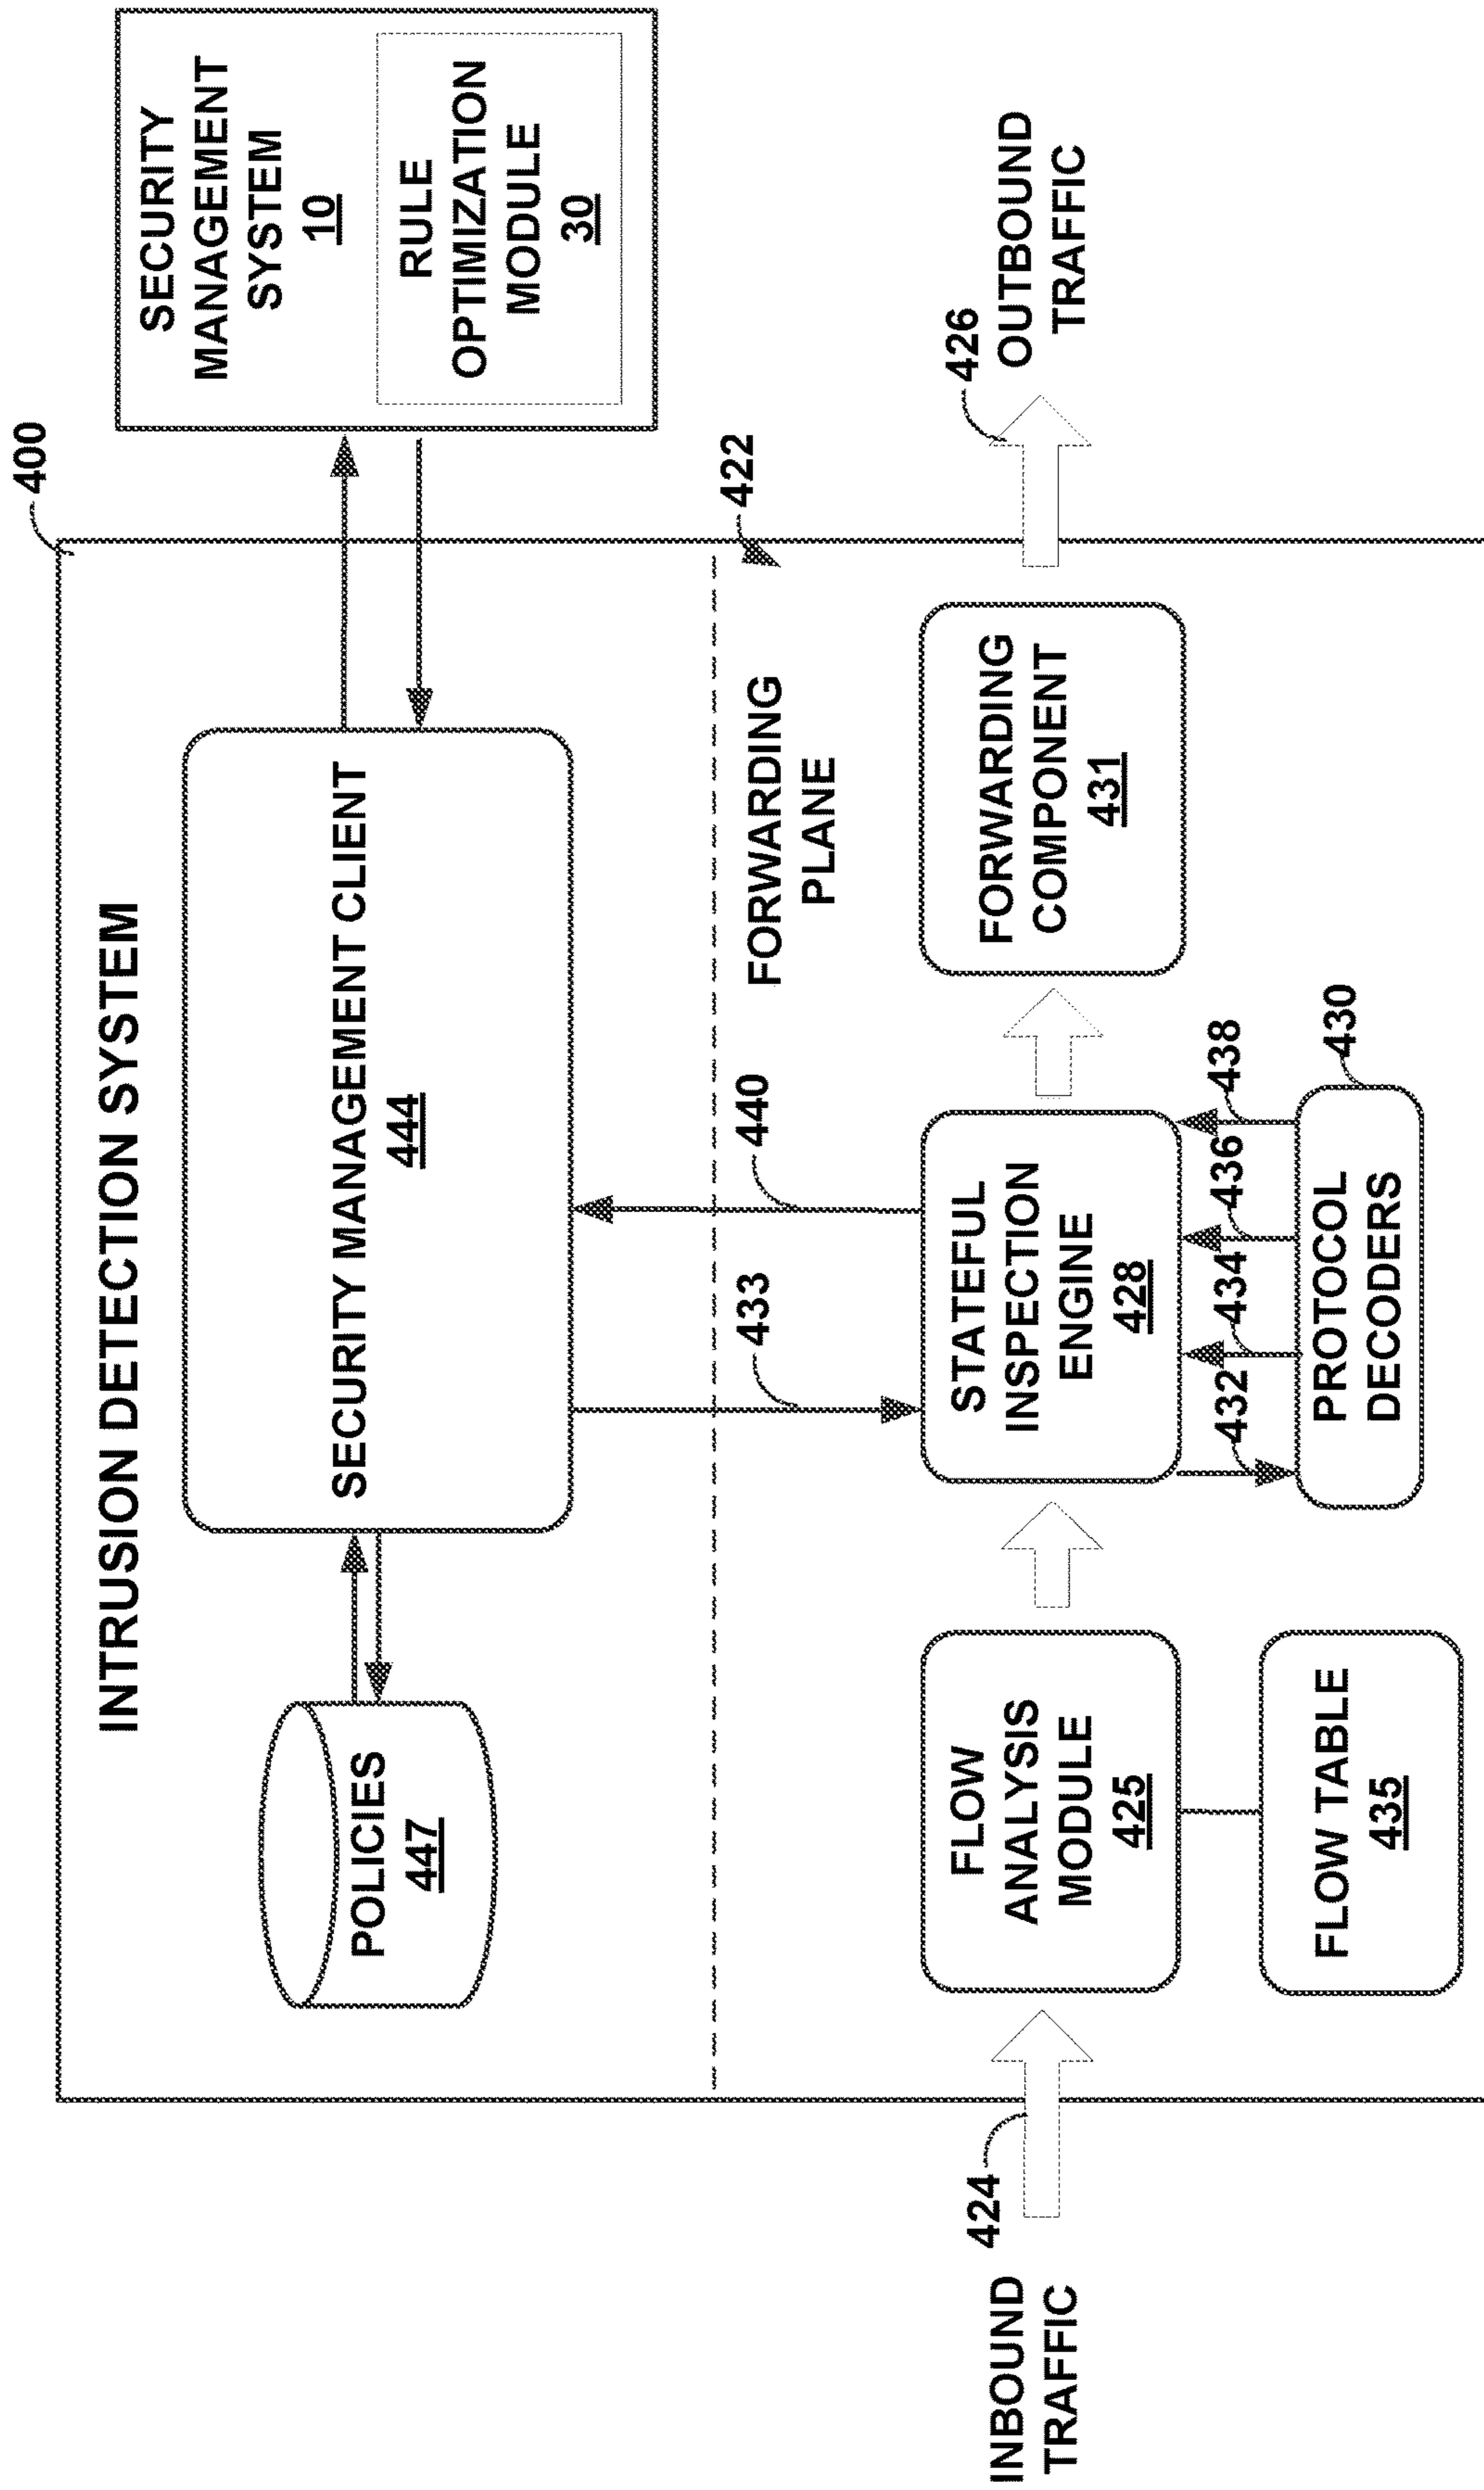 400
INTRUSION DETECTION SYSTEM
SECURITY
MANAGEMENT
SYSTEM
10
RULE
OPTIMIZATION
MODULE
30
POLICIES
447
SECURITY MANAGEMENT CLIENT
444
433
440
FORWARDING
PLANE
422
INBOUND
TRAFFIC
424
FLOW
ANALYSIS
MODULE
425
STATEFUL
INSPECTION
ENGINE
428
FORWARDING
COMPONENT
431
426
OUTBOUND
TRAFFIC
432
434
436
438
FLOW TABLE
435
PROTOCOL
DECODERS
430